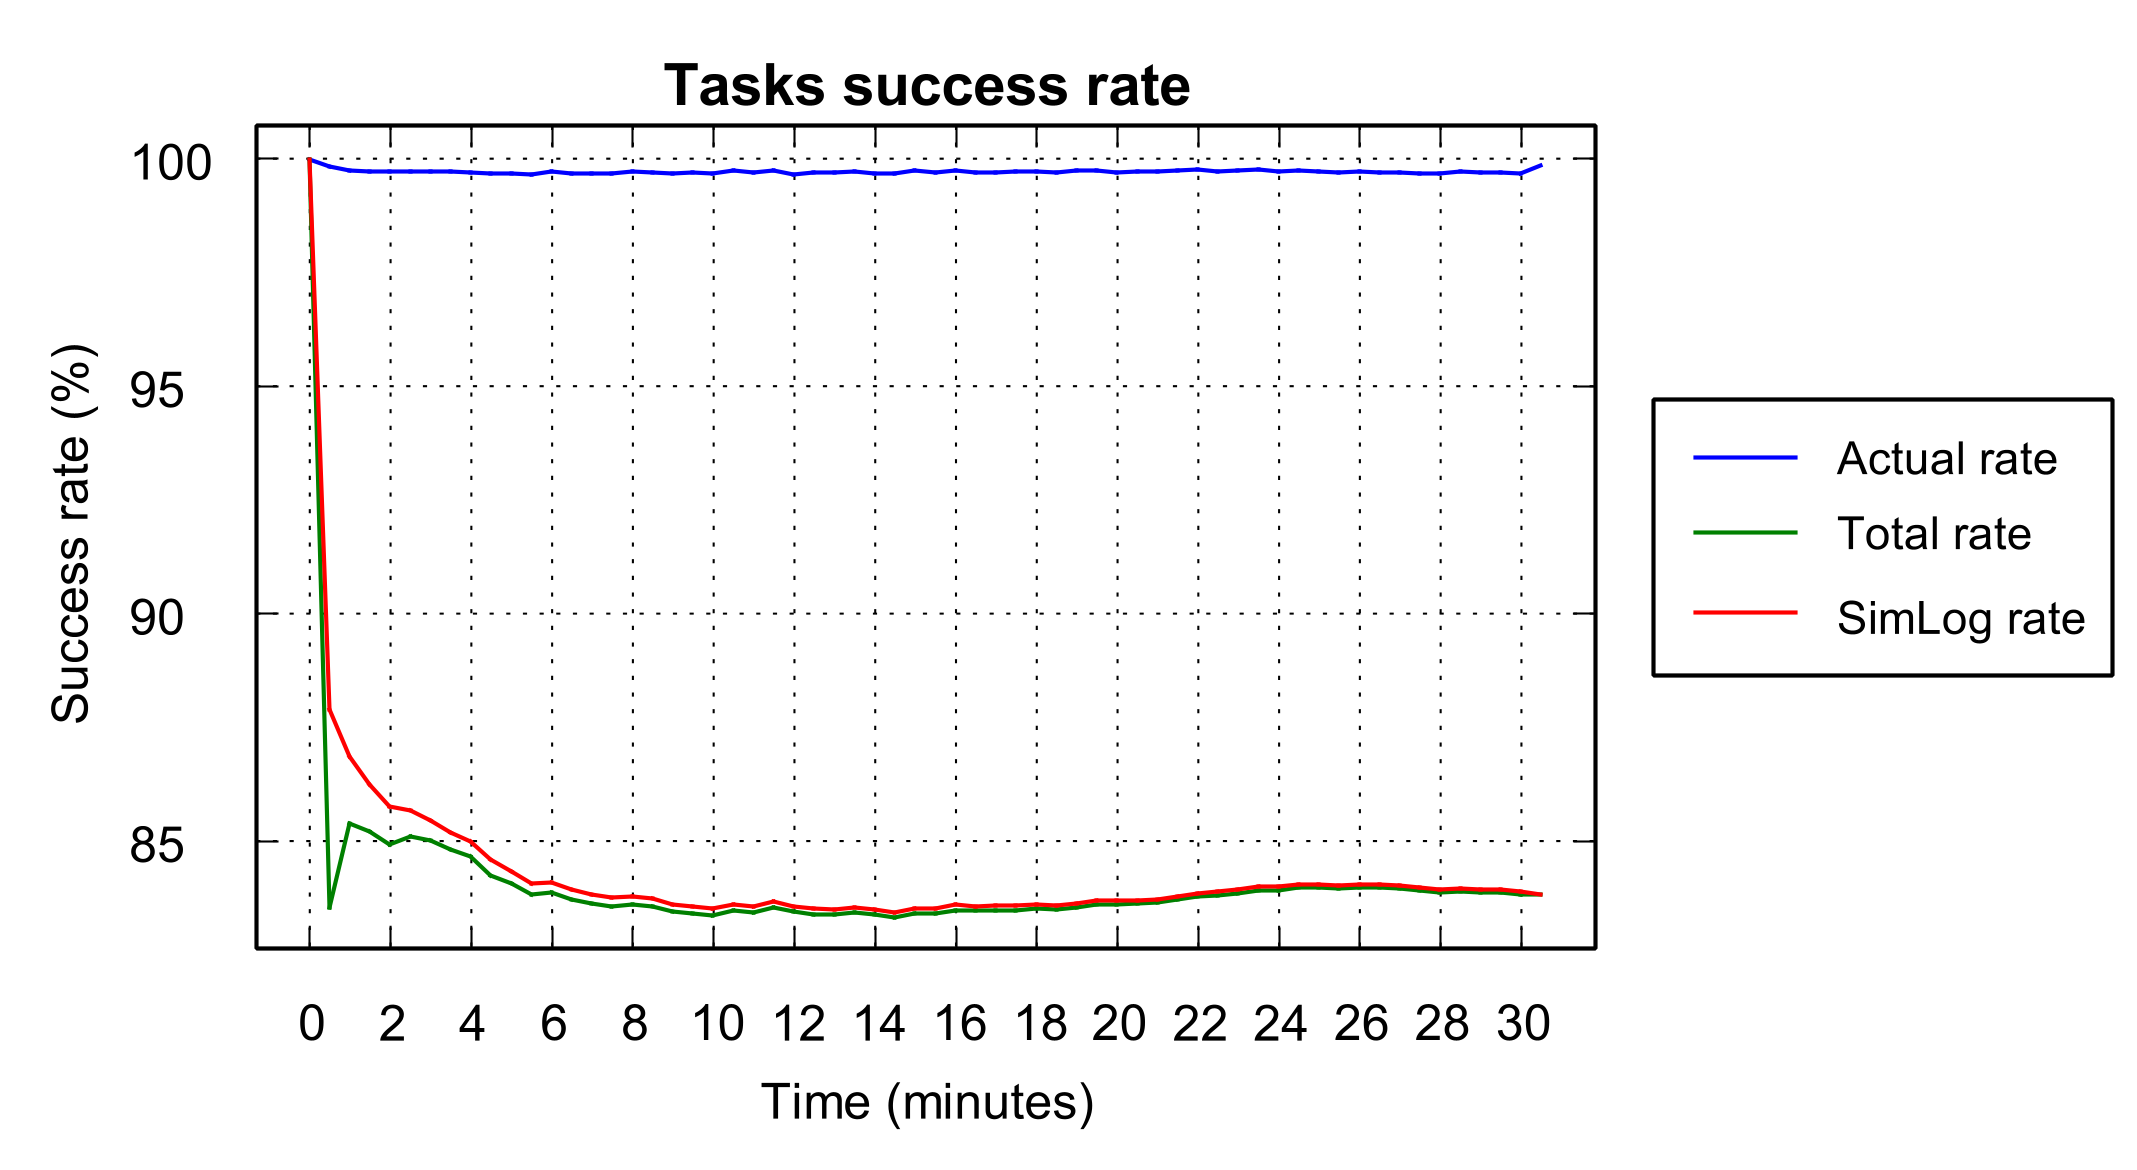 Tasks success rate
Success rate (%)
100
95
90
85
0 2 4 6 8 10 12 14 16 18 20 22 24 26 28 30
Time (minutes)
Actual rate
Total rate
SimLog rate